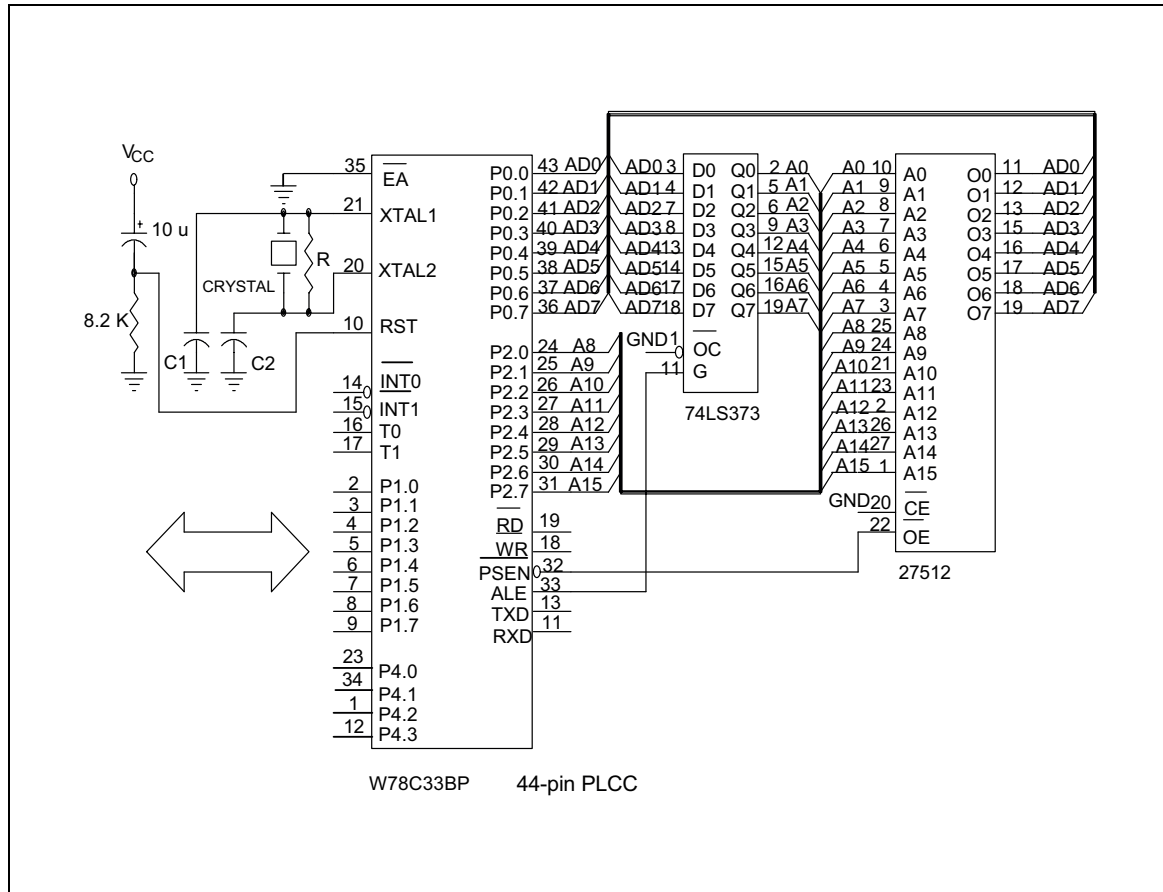 VCC
+
10 u
8.2 K
C1
C2
CRYSTAL
R
35 EA
21 XTAL1
20 XTAL2
10 RST
14 INT0
15 INT1
16 T0
17 T1
2 P1.0
3 P1.1
4 P1.2
5 P1.3
6 P1.4
7 P1.5
8 P1.6
9 P1.7
23 P4.0
34 P4.1
1 P4.2
12 P4.3
P0.0 43 AD0
P0.1 42 AD1
P0.2 41 AD2
P0.3 40 AD3
P0.4 39 AD4
P0.5 38 AD5
P0.6 37 AD6
P0.7 36 AD7
P2.0 24 A8
P2.1 25 A9
P2.2 26 A10
P2.3 27 A11
P2.4 28 A12
P2.5 29 A13
P2.6 30 A14
P2.7 31 A15
RD 19
WR 18
PSEN 32
ALE 33
TXD 13
RXD 11
W78C33BP 44-pin PLCC
AD0 3 D0 Q0 2 A0
AD1 4 D1 Q1 5 A1
AD2 7 D2 Q2 6 A2
AD3 8 D3 Q3 9 A3
AD4 13 D4 Q4 12 A4
AD5 14 D5 Q5 15 A5
AD6 17 D6 Q6 16 A6
AD7 18 D7 Q7 19 A7
GND 1 OC
11 G
74LS373
A0 10 A0 O0 11 AD0
A1 9 A1 O1 12 AD1
A2 8 A2 O2 13 AD2
A3 7 A3 O3 15 AD3
A4 6 A4 O4 16 AD4
A5 5 A5 O5 17 AD5
A6 4 A6 O6 18 AD6
A7 3 A7 O7 19 AD7
A8 25 A8
A9 24 A9
A10 21 A10
A11 23 A11
A12 2 A12
A13 26 A13
A14 27 A14
A15 1 A15
GND 20 CE
22 OE
27512